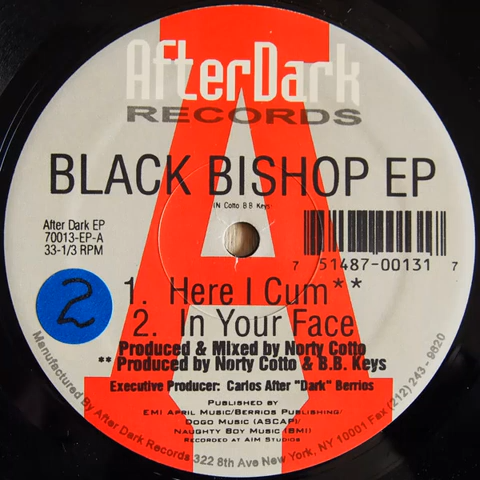 AfterDark
RECORDS
BLACK BISHOP EP
(N Cotto B.B Keys)
After Dark EP
70013-EP-A
33-1/3 RPM
7 51487-00131 7
2
1. Here I Cum**
2. In Your Face
Produced & Mixed by Norty Cotto
** Produced by Norty Cotto & B.B. Keys
Executive Producer: Carlos After "Dark" Berrios
PUBLISHED BY
EMI APRIL MUSIC/BERRIOS PUBLISHING/
DOGO MUSIC (ASCAP)/
NAUGHTY BOY MUSIC (BMI)
RECORDED AT AIM STUDIOS
Manufactured By After Dark Records 322 8th Ave New York, NY 10001 Fax (212) 243 - 9820